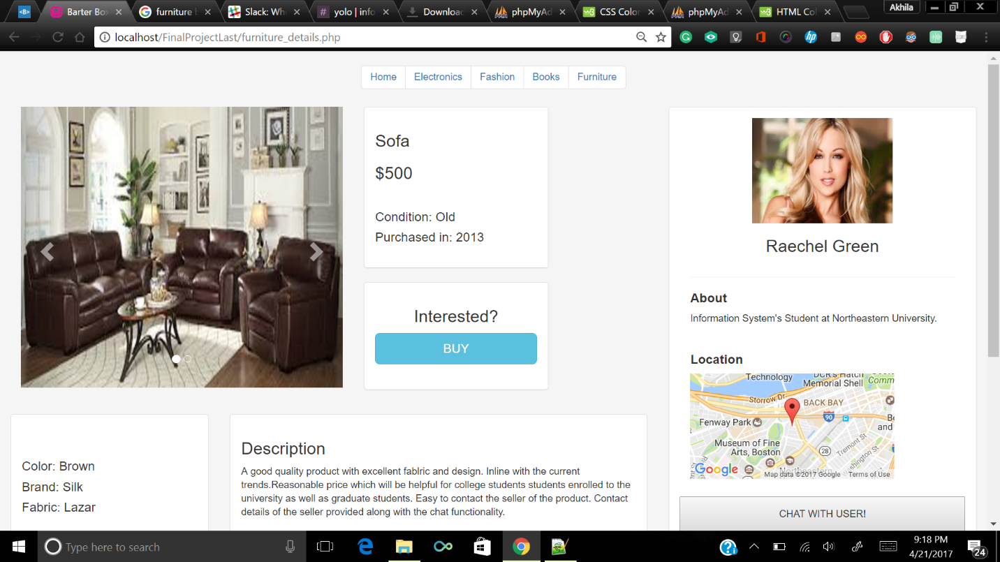 Barter Box
furniture b
Slack: Wh
yolo | info
Downloac
phpMyAd
CSS Color
phpMyAd
HTML Col
Akhila
localhost/FinalProjectLast/furniture_details.php
Home Electronics Fashion Books Furniture
Sofa
$500
Condition: Old
Purchased in: 2013
Interested?
BUY
Raechel Green
About
Information System's Student at Northeastern University.
Location
Technology
DCR's Hatch
Memorial Shell
Comm
Storrow Dr
BACK BAY
90
Fenway Park
Be
and
Museum of Fine
Arts, Boston
28
Tremont St
Washington St
Northeastern
Google
Map data ©2017 Google Terms of Use
CHAT WITH USER!
Color: Brown
Brand: Silk
Fabric: Lazar
Description
A good quality product with excellent fablric and design. Inline with the current
trends.Reasonable price which will be helpful for college students students enrolled to the
university as well as graduate students. Easy to contact the seller of the product. Contact
details of the seller provided along with the chat functionality.
Type here to search
9:18 PM
4/21/2017
24